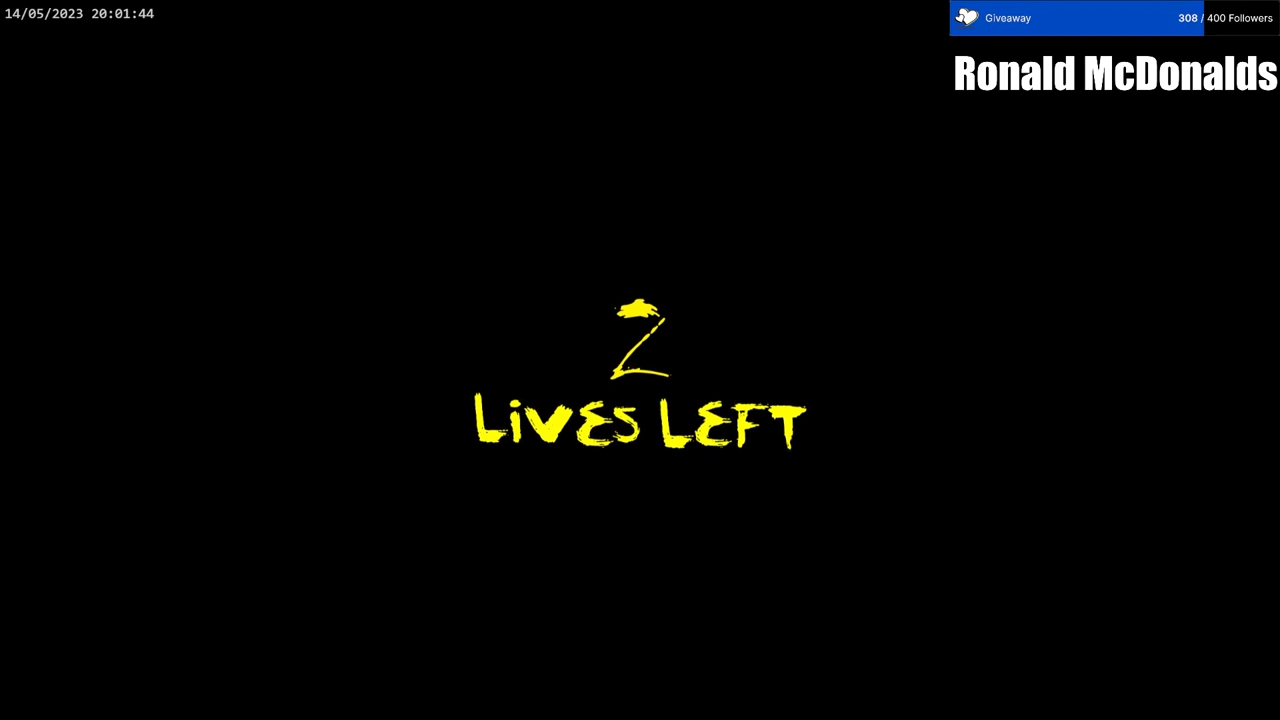 14/05/2023 20:01:44
Giveaway 308 / 400 Followers
Ronald McDonalds
2
LiVES LEFT